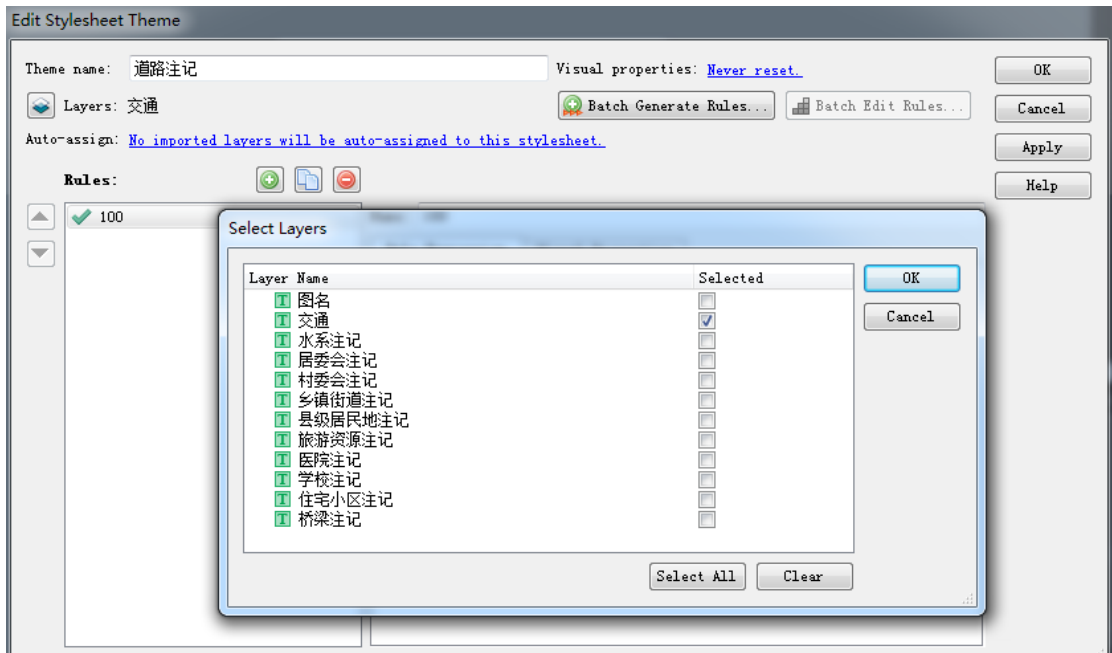 Edit Stylesheet Theme
Theme name: 道路注记 Visual properties: Never reset. OK
Layers: 交通 Batch Generate Rules... Batch Edit Rules... Cancel
Auto-assign: No imported layers will be auto-assigned to this stylesheet. Apply
Rules: Help
100
Select Layers
Layer Name Selected OK
图名
交通 Cancel
水系注记
居委会注记
村委会注记
乡镇街道注记
县级居民地注记
旅游资源注记
医院注记
学校注记
住宅小区注记
桥梁注记
Select All Clear